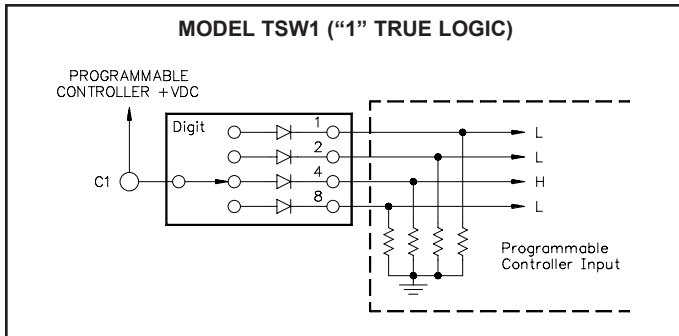 MODEL TSW1 (“1” TRUE LOGIC)
PROGRAMMABLE
CONTROLLER +VDC
Digit
1
L
2
L
C1
4
H
8
L
Programmable
Controller Input